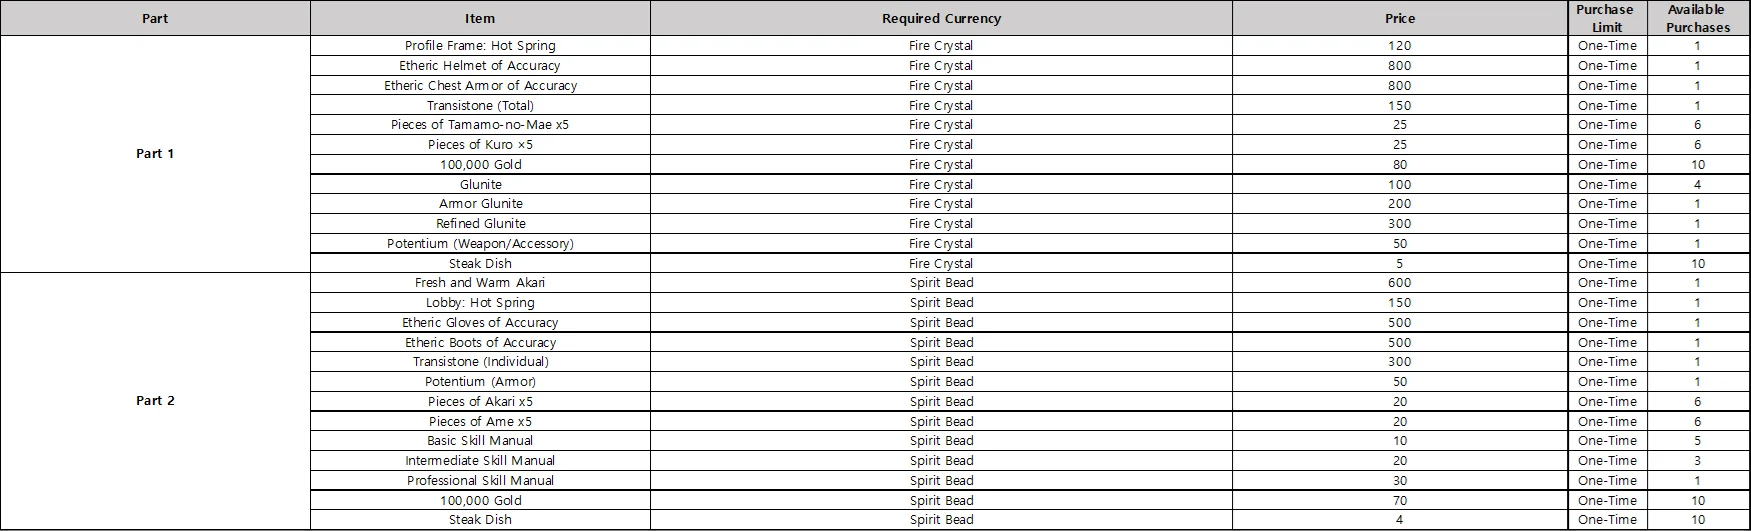 Part Item Required Currency Price Purchase Limit Available Purchases
Part 1
Profile Frame: Hot Spring Fire Crystal 120 One-Time 1
Etheric Helmet of Accuracy Fire Crystal 800 One-Time 1
Etheric Chest Armor of Accuracy Fire Crystal 800 One-Time 1
Transistone (Total) Fire Crystal 150 One-Time 1
Pieces of Tamamo-no-Mae x5 Fire Crystal 25 One-Time 6
Pieces of Kuro ×5 Fire Crystal 25 One-Time 6
100,000 Gold Fire Crystal 80 One-Time 10
Glunite Fire Crystal 100 One-Time 4
Armor Glunite Fire Crystal 200 One-Time 1
Refined Glunite Fire Crystal 300 One-Time 1
Potentium (Weapon/Accessory) Fire Crystal 50 One-Time 1
Steak Dish Fire Crystal 5 One-Time 10
Part 2
Fresh and Warm Akari Spirit Bead 600 One-Time 1
Lobby: Hot Spring Spirit Bead 150 One-Time 1
Etheric Gloves of Accuracy Spirit Bead 500 One-Time 1
Etheric Boots of Accuracy Spirit Bead 500 One-Time 1
Transistone (Individual) Spirit Bead 300 One-Time 1
Potentium (Armor) Spirit Bead 50 One-Time 1
Pieces of Akari x5 Spirit Bead 20 One-Time 6
Pieces of Ame x5 Spirit Bead 20 One-Time 6
Basic Skill Manual Spirit Bead 10 One-Time 5
Intermediate Skill Manual Spirit Bead 20 One-Time 3
Professional Skill Manual Spirit Bead 30 One-Time 1
100,000 Gold Spirit Bead 70 One-Time 10
Steak Dish Spirit Bead 4 One-Time 10